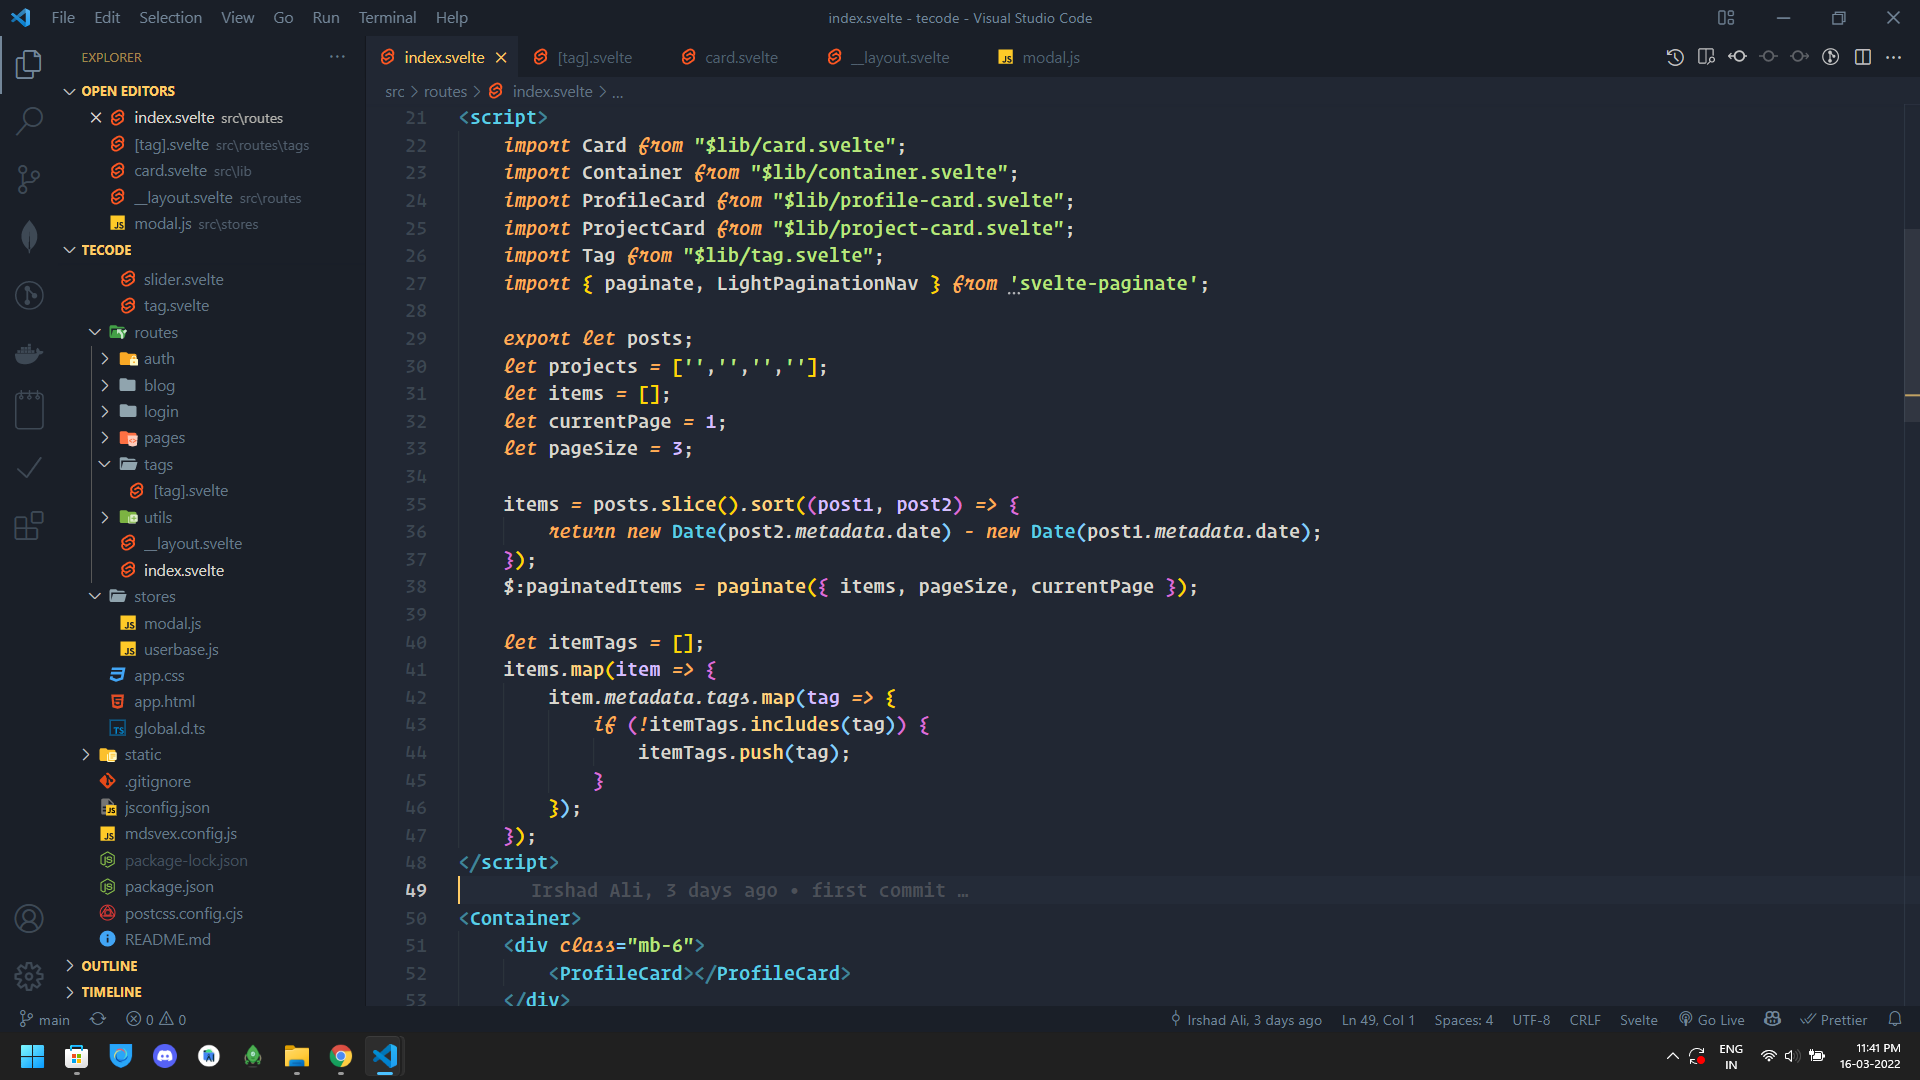 File Edit Selection View Go Run Terminal Help
index.svelte - tecode - Visual Studio Code
EXPLORER
OPEN EDITORS
index.svelte src\routes
[tag].svelte src\routes\tags
card.svelte src\lib
__layout.svelte src\routes
modal.js src\stores
TECODE
slider.svelte
tag.svelte
routes
auth
blog
login
pages
tags
[tag].svelte
utils
__layout.svelte
index.svelte
stores
modal.js
userbase.js
app.css
app.html
global.d.ts
static
.gitignore
jsconfig.json
mdsvex.config.js
package-lock.json
package.json
postcss.config.cjs
README.md
OUTLINE
TIMELINE
index.svelte [tag].svelte card.svelte __layout.svelte modal.js
src > routes > index.svelte > ...
21 <script>
22 import Card from "$lib/card.svelte";
23 import Container from "$lib/container.svelte";
24 import ProfileCard from "$lib/profile-card.svelte";
25 import ProjectCard from "$lib/project-card.svelte";
26 import Tag from "$lib/tag.svelte";
27 import { paginate, LightPaginationNav } from 'svelte-paginate';
28
29 export let posts;
30 let projects = ['','','',''];
31 let items = [];
32 let currentPage = 1;
33 let pageSize = 3;
34
35 items = posts.slice().sort((post1, post2) => {
36 return new Date(post2.metadata.date) - new Date(post1.metadata.date);
37 });
38 $:paginatedItems = paginate({ items, pageSize, currentPage });
39
40 let itemTags = [];
41 items.map(item => {
42 item.metadata.tags.map(tag => {
43 if (!itemTags.includes(tag)) {
44 itemTags.push(tag);
45 }
46 });
47 });
48 </script>
49 Irshad Ali, 3 days ago • first commit …
50 <Container>
51 <div class="mb-6">
52 <ProfileCard></ProfileCard>
53 </div>
main 0 0
Irshad Ali, 3 days ago Ln 49, Col 1 Spaces: 4 UTF-8 CRLF Svelte Go Live Prettier
ENG
IN
11:41 PM
16-03-2022